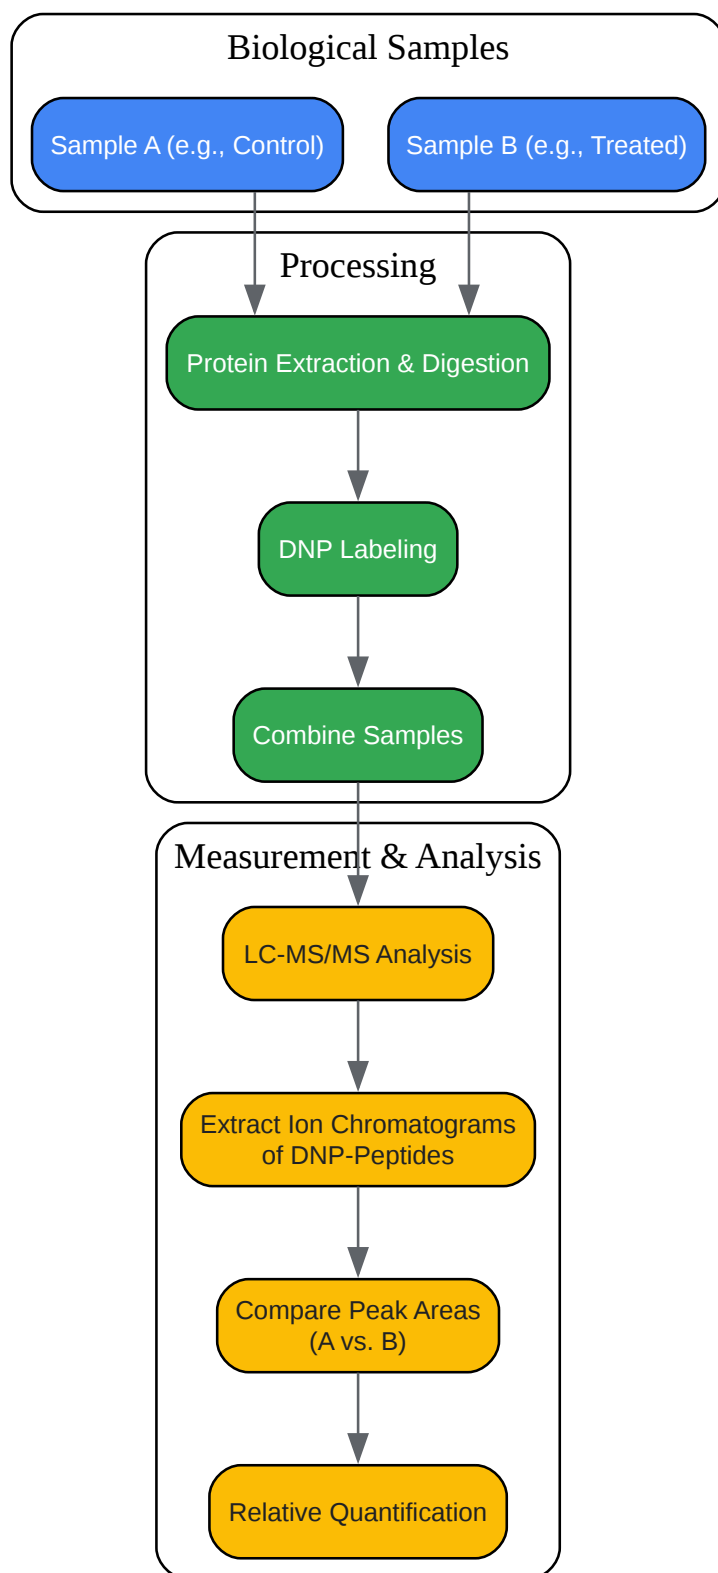 Biological Samples
Sample A (e.g., Control)
Sample B (e.g., Treated)
Processing
Protein Extraction & Digestion
DNP Labeling
Combine Samples
Measurement & Analysis
LC-MS/MS Analysis
Extract Ion Chromatograms
of DNP-Peptides
Compare Peak Areas
(A vs. B)
Relative Quantification